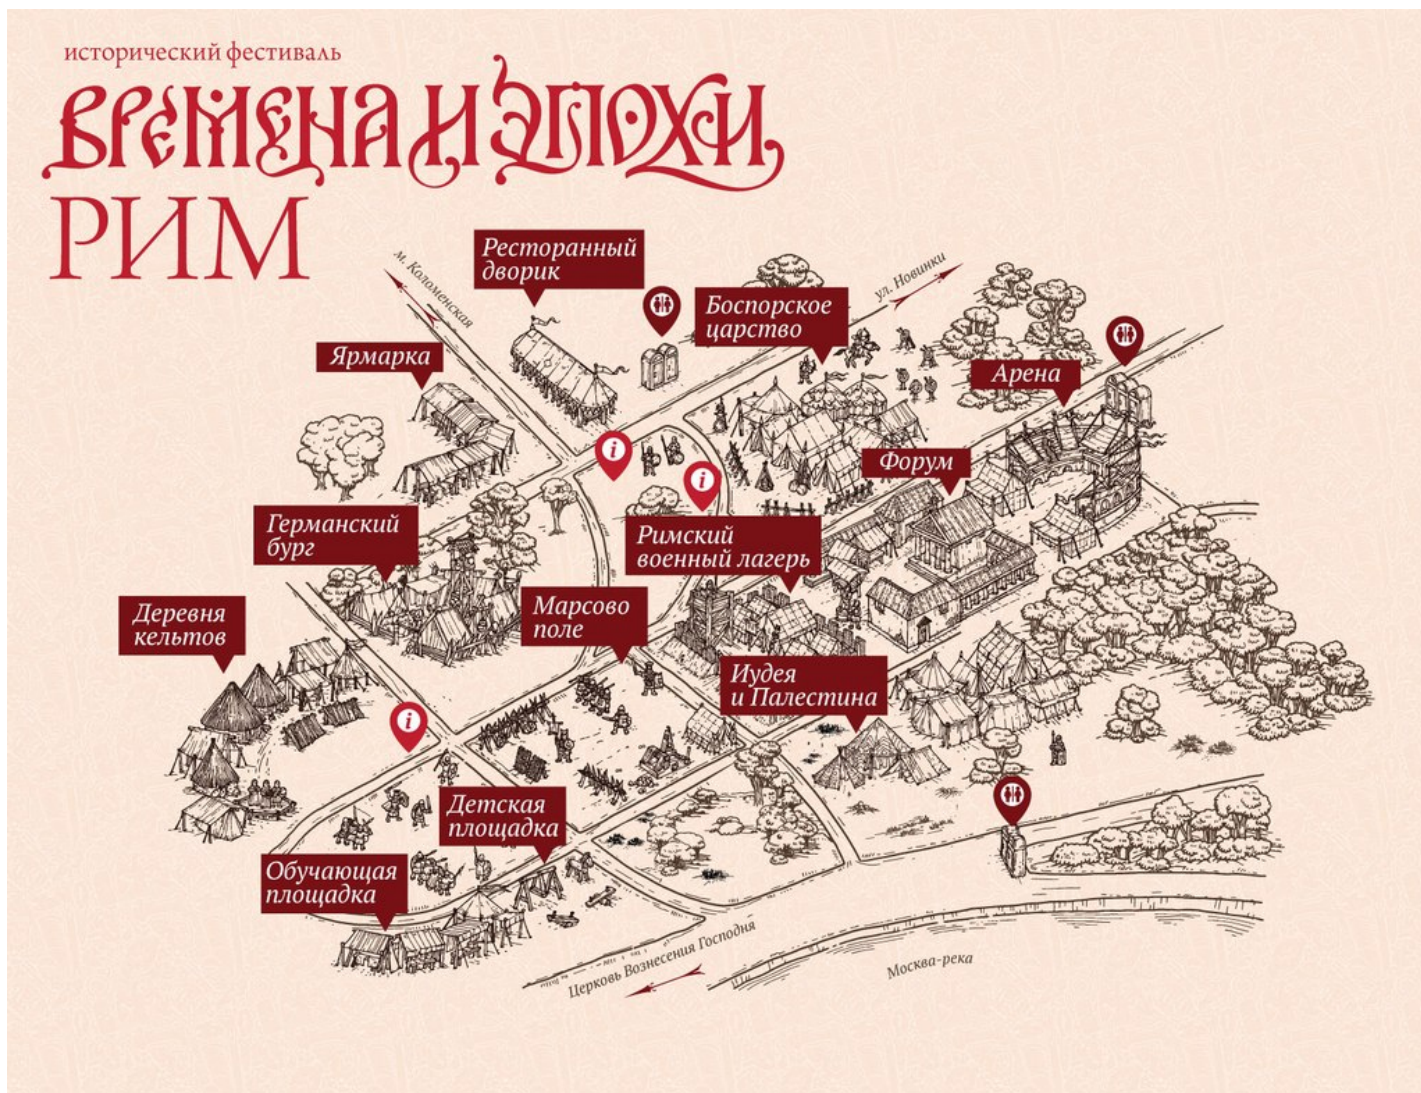 исторический фестиваль
ВРЕМЕНА И ЭПОХИ
РИМ
Ресторанный
дворик
м. Коломенская
ул. Новинки
Боспорское
царство
Ярмарка
Арена
i
Форум
i
Германский
бург
Римский
военный лагерь
Деревня
кельтов
Марсово
поле
Иудея
и Палестина
i
Детская
площадка
Обучающая
площадка
Церковь Вознесения Господня
Москва-река